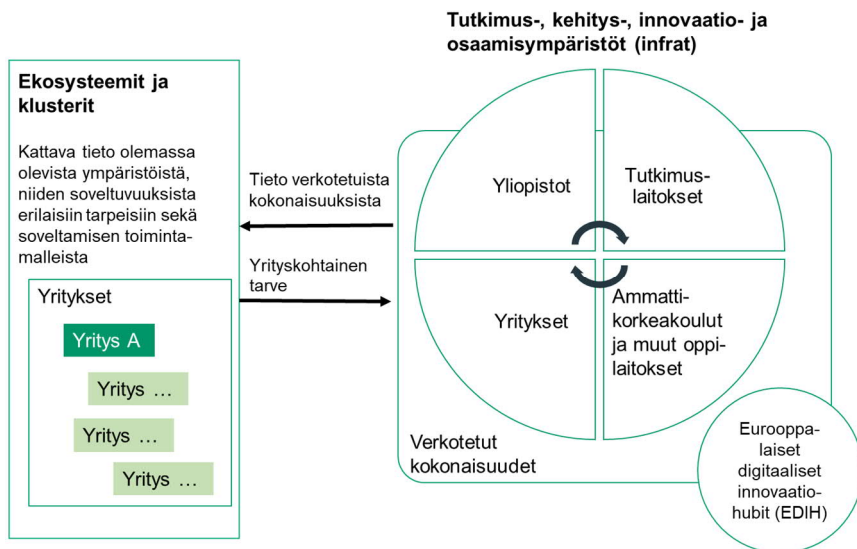 Tutkimus-, kehitys-, innovaatio- ja
osaamisympäristöt (infrat)
Ekosysteemit ja
klusterit
Kattava tieto olemassa
olevista ympäristöistä,
niiden soveltuvuuksista
erilaisiin tarpeisiin sekä
soveltamisen toiminta-
malleista
Yritykset
Yritys A
Yritys ...
Yritys ...
Yritys ...
Tieto verkotetuista
kokonaisuuksista
Yrityskohtainen
tarve
Yliopistot
Tutkimus-
laitokset
Yritykset
Ammatti-
korkeakoulut
ja muut oppi-
laitokset
Verkotetut
kokonaisuudet
Eurooppa-
laiset
digitaaliset
innovaatio-
hubit (EDIH)